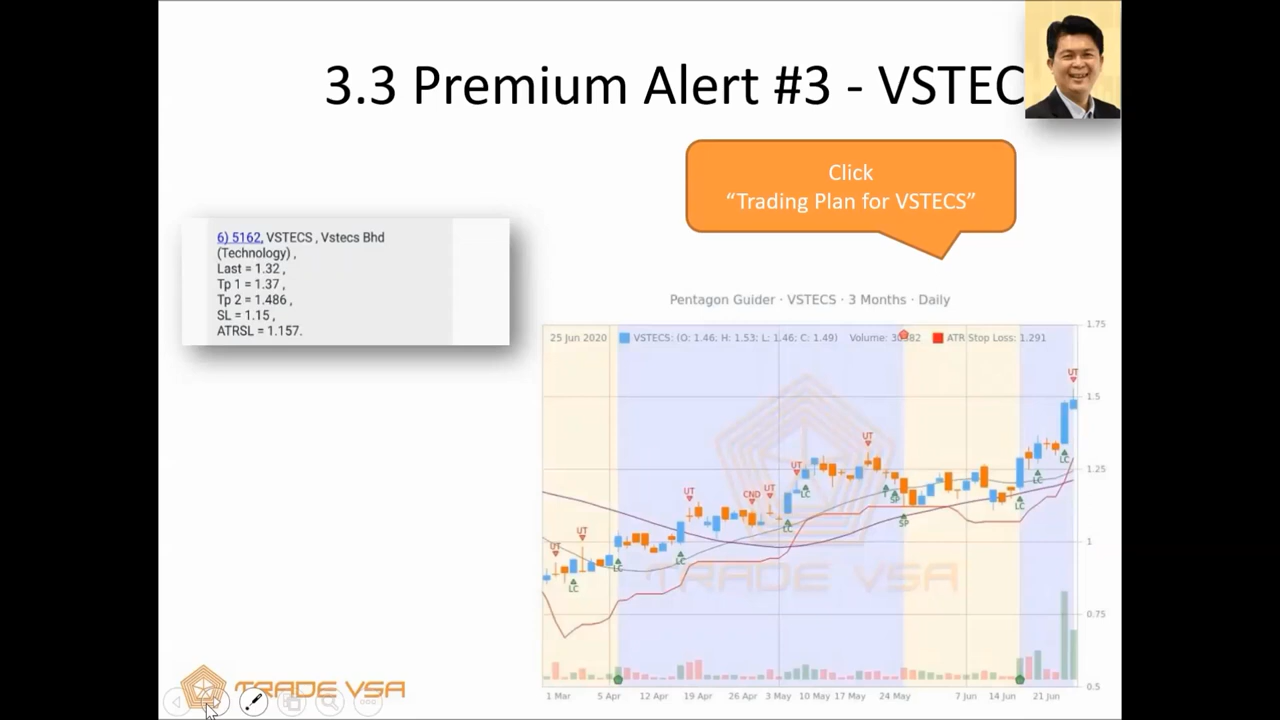 3.3 Premium Alert #3 - VSTEC
Click
“Trading Plan for VSTECS”
6) 5162, VSTECS , Vstecs Bhd
(Technology) ,
Last = 1.32 ,
Tp 1 = 1.37 ,
Tp 2 = 1.486 ,
SL = 1.15 ,
ATRSL = 1.157.
Pentagon Guider · VSTECS · 3 Months · Daily
25 Jun 2020 VSTECS: (O: 1.46; H: 1.53; L: 1.46; C: 1.49) Volume: 30582 ATR Stop Loss: 1.291
1.75
UT
1.5
UT
UT
LC
1.25
LC
UT
CND
UT
LC
SP
LC
LC
SP
UT
UT
1
LC
LC
LC
TRADE VSA
0.75
0.5
1 Mar 5 Apr 12 Apr 19 Apr 26 Apr 3 May 10 May 17 May 24 May 7 Jun 14 Jun 21 Jun
TRADE VSA